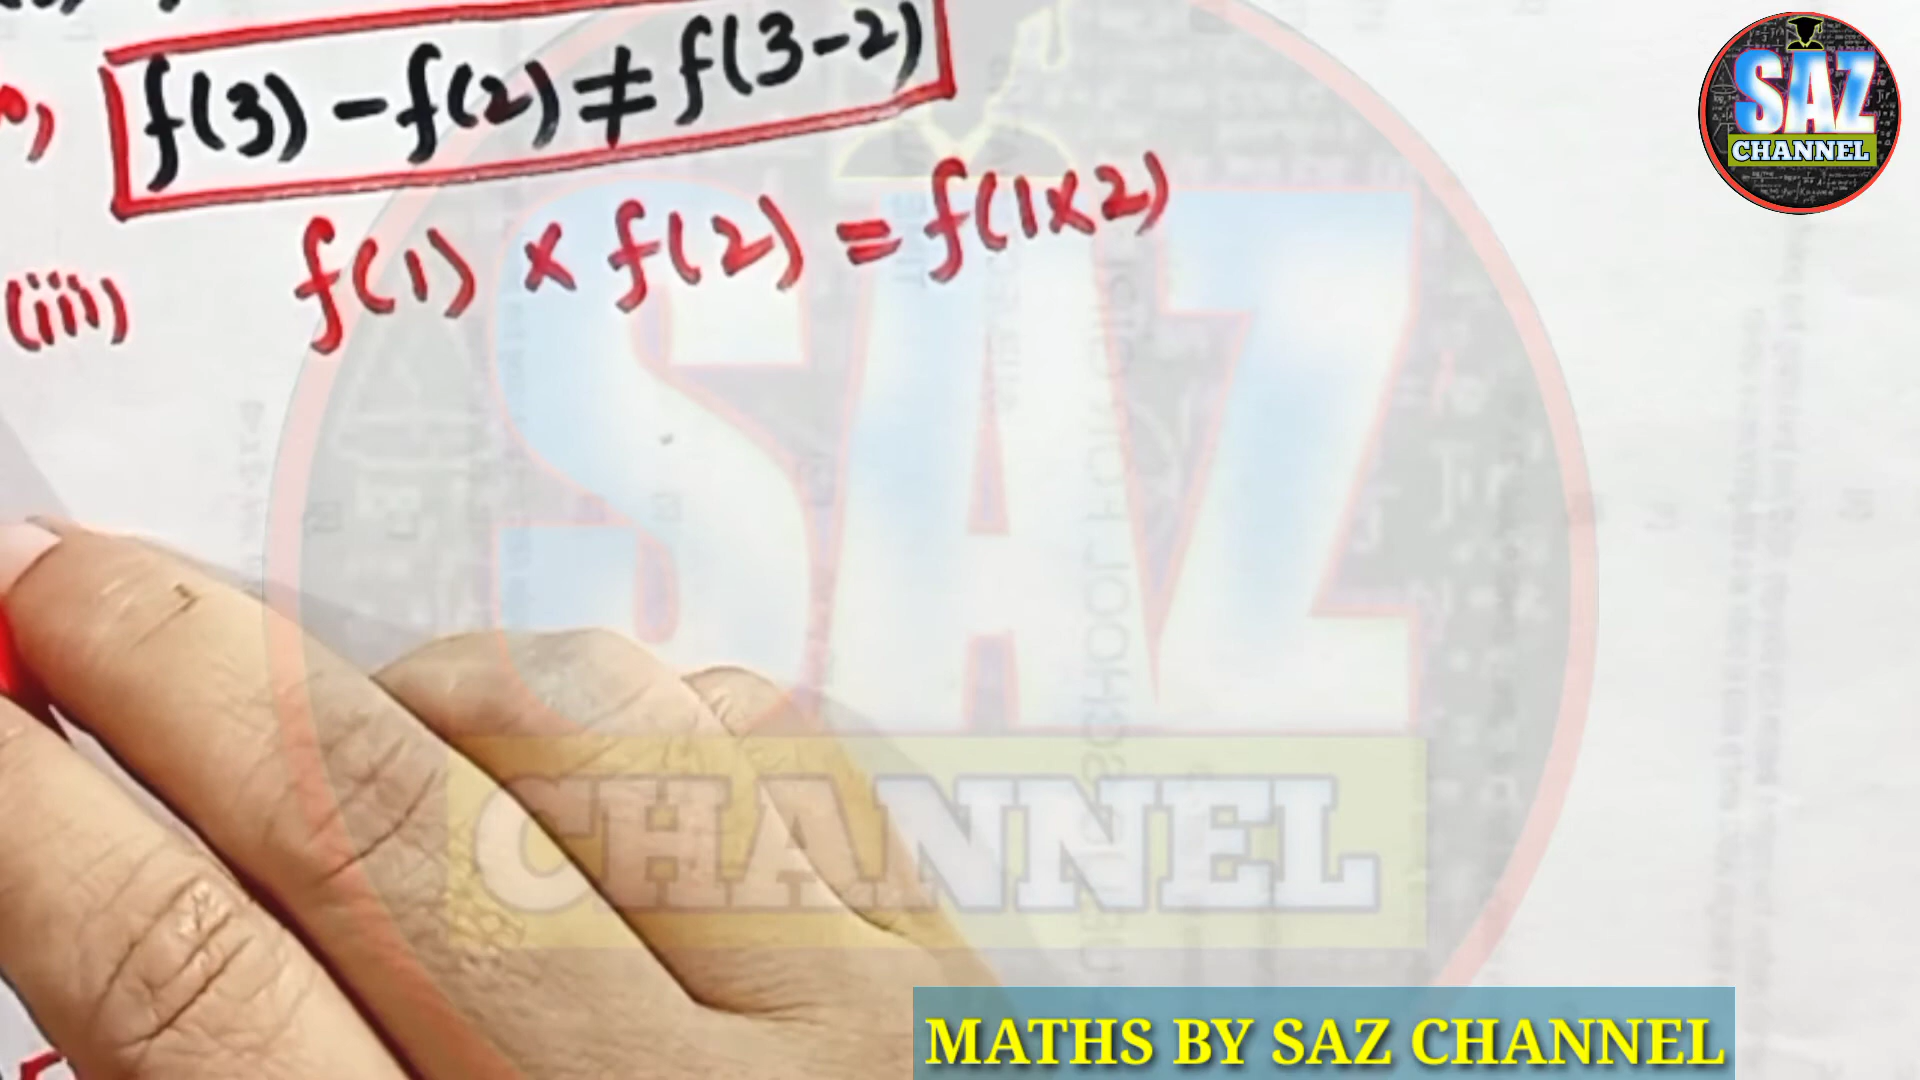 f(3) - f(2) ≠ f(3-2)
(iii) f(1) × f(2) = f(1×2)
SAZ
CHANNEL
SAZ
CHANNEL
MATHS BY SAZ CHANNEL